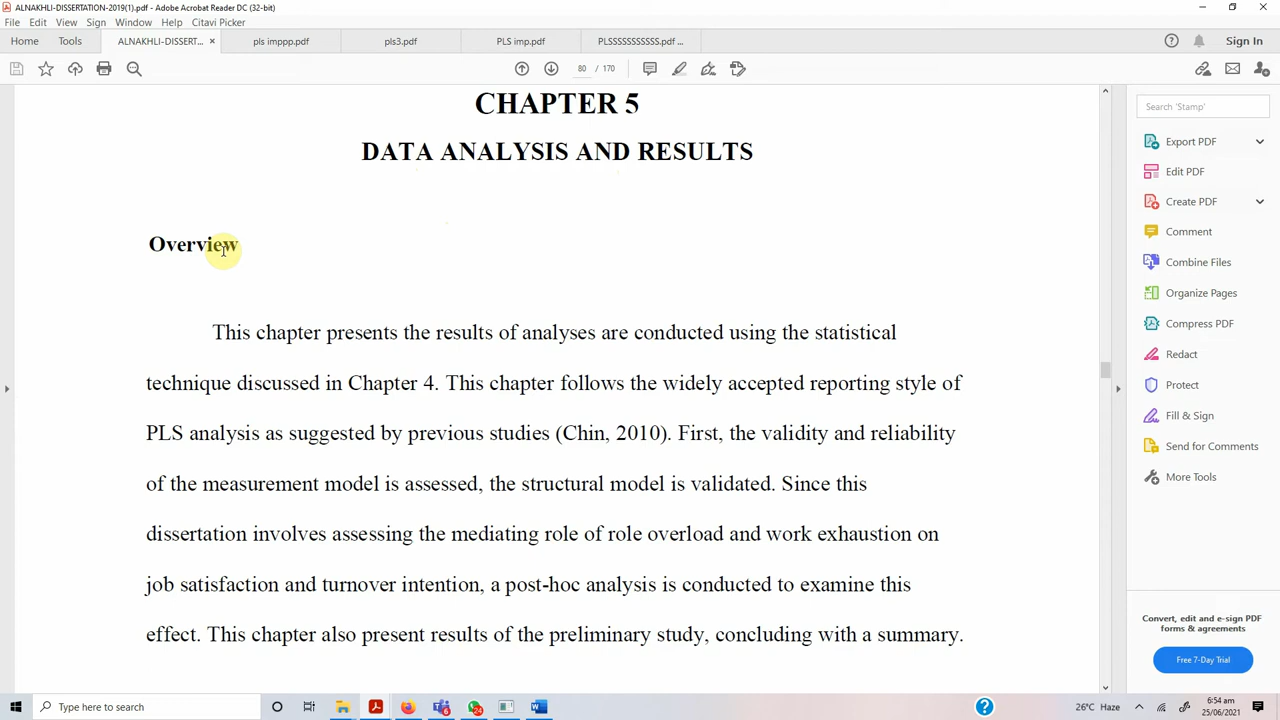 ALNAKHLI-DISSERTATION-2019(1).pdf - Adobe Acrobat Reader DC (32-bit)
File Edit View Sign Window Help Citavi Picker
Home Tools ALNAKHLI-DISSERT... × pls imppp.pdf pls3.pdf PLS imp.pdf PLSSSSSSSSSS.pdf ... Sign In
80 / 170
CHAPTER 5
DATA ANALYSIS AND RESULTS
Overview
This chapter presents the results of analyses are conducted using the statistical
technique discussed in Chapter 4. This chapter follows the widely accepted reporting style of
PLS analysis as suggested by previous studies (Chin, 2010). First, the validity and reliability
of the measurement model is assessed, the structural model is validated. Since this
dissertation involves assessing the mediating role of role overload and work exhaustion on
job satisfaction and turnover intention, a post-hoc analysis is conducted to examine this
effect. This chapter also present results of the preliminary study, concluding with a summary.
Search 'Stamp'
Export PDF
Edit PDF
Create PDF
Comment
Combine Files
Organize Pages
Compress PDF
Redact
Protect
Fill & Sign
Send for Comments
More Tools
Convert, edit and e-sign PDF
forms & agreements
Free 7-Day Trial
Type here to search
6
24
26°C Haze
6:54 am
25/06/2021